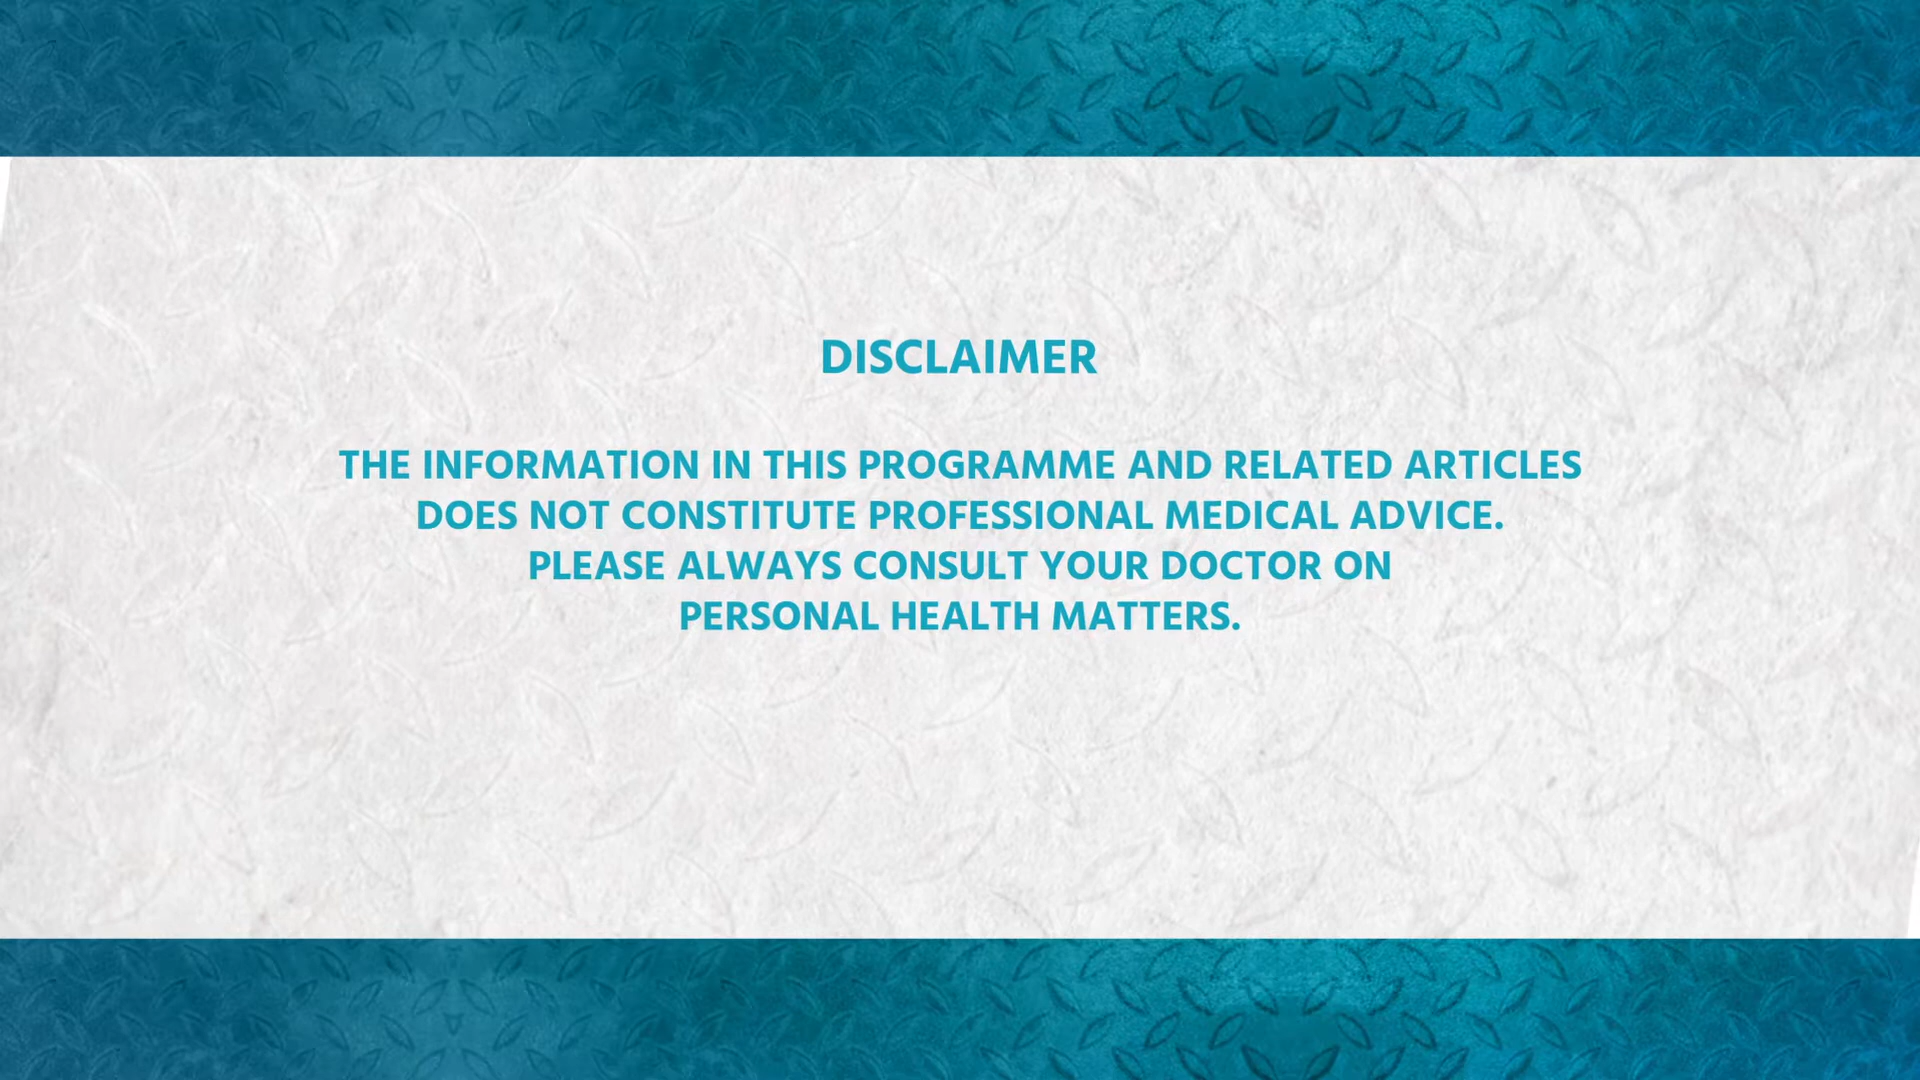 DISCLAIMER
THE INFORMATION IN THIS PROGRAMME AND RELATED ARTICLES
DOES NOT CONSTITUTE PROFESSIONAL MEDICAL ADVICE.
PLEASE ALWAYS CONSULT YOUR DOCTOR ON
PERSONAL HEALTH MATTERS.